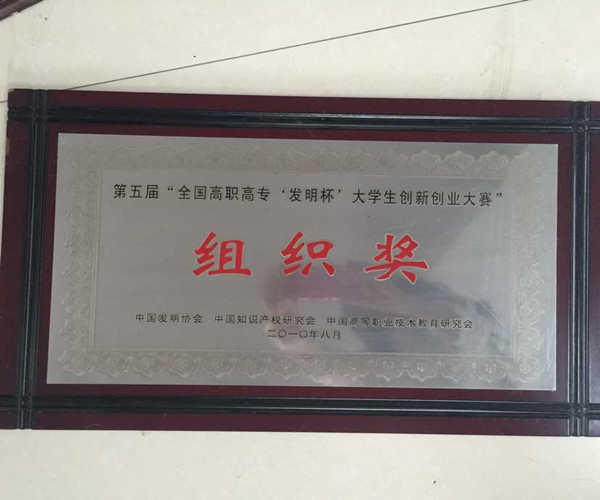 第五届“全国高职高专‘发明杯’大学生创新创业大赛”
组织奖
中国发明协会 中国知识产权研究会 中国高等职业技术教育研究会
二〇一〇年八月